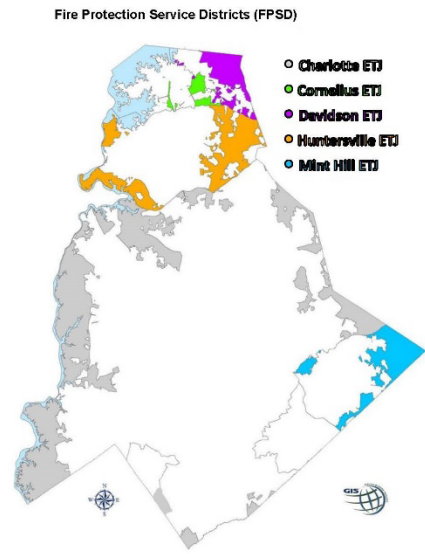 Fire Protection Service Districts (FPSD)
Charlotte ETJ
Cornelius ETJ
Davidson ETJ
Huntersville ETJ
Mint Hill ETJ
N
W
E
S
GIS